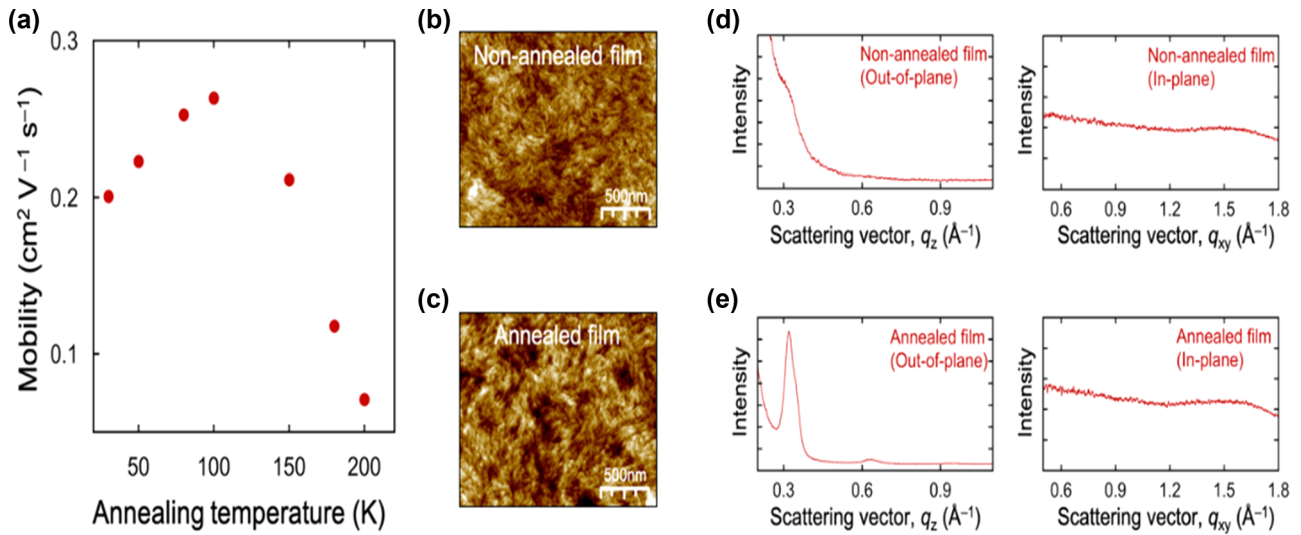 (a)
0.3
0.2
0.1
Mobility (cm² V⁻¹ s⁻¹)
50 100 150 200
Annealing temperature (K)
(b)
Non-annealed film
500nm
(c)
Annealed film
500nm
(d)
Non-annealed film
(Out-of-plane)
Intensity
0.3 0.6 0.9
Scattering vector, qz (Å⁻¹)
Non-annealed film
(In-plane)
Intensity
0.6 0.9 1.2 1.5 1.8
Scattering vector, qxy (Å⁻¹)
(e)
Annealed film
(Out-of-plane)
Intensity
0.3 0.6 0.9
Scattering vector, qz (Å⁻¹)
Annealed film
(In-plane)
Intensity
0.6 0.9 1.2 1.5 1.8
Scattering vector, qxy (Å⁻¹)